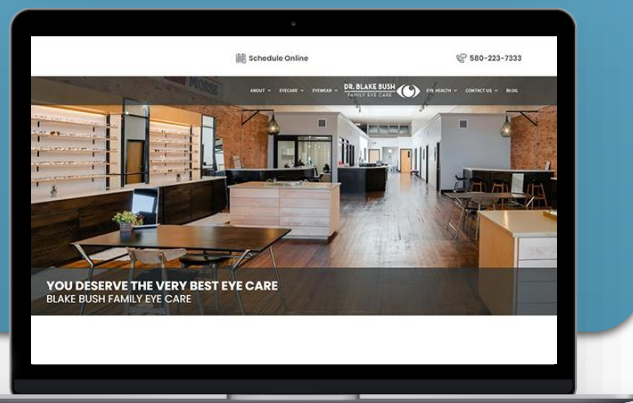 Schedule Online
580-223-7333
ABOUT EYECARE EYEWEAR DR. BLAKE BUSH EYE HEALTH CONTACT US BLOG
FAMILY EYE CARE
YOU DESERVE THE VERY BEST EYE CARE
BLAKE BUSH FAMILY EYE CARE